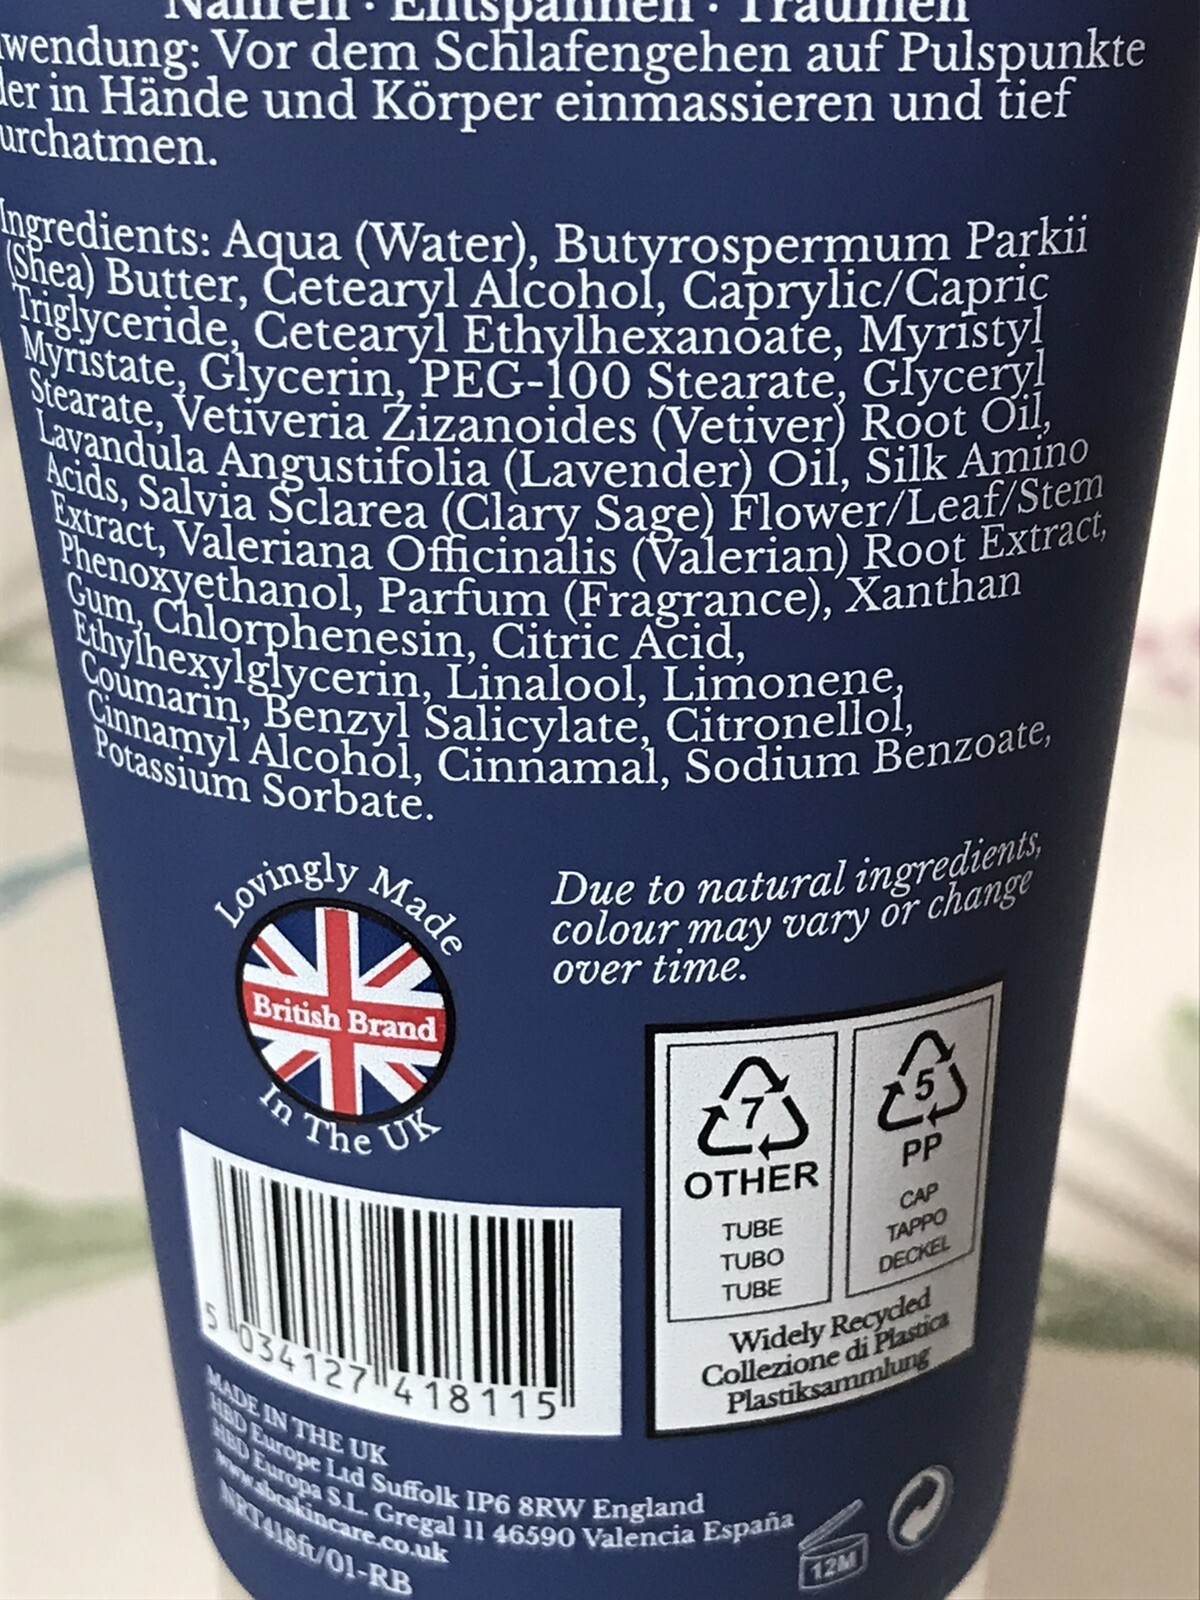 Nähren · Entspannen · Träumen
wendung: Vor dem Schlafengehen auf Pulspunkte
der in Hände und Körper einmassieren und tief
urchatmen.
Ingredients: Aqua (Water), Butyrospermum Parkii
(Shea) Butter, Cetearyl Alcohol, Caprylic/Capric
Triglyceride, Cetearyl Ethylhexanoate, Myristyl
Myristate, Glycerin, PEG-100 Stearate, Glyceryl
Stearate, Vetiveria Zizanoides (Vetiver) Root Oil,
Lavandula Angustifolia (Lavender) Oil, Silk Amino
Acids, Salvia Sclarea (Clary Sage) Flower/Leaf/Stem
Extract, Valeriana Officinalis (Valerian) Root Extract,
Phenoxyethanol, Parfum (Fragrance), Xanthan
Gum, Chlorphenesin, Citric Acid,
Ethylhexylglycerin, Linalool, Limonene,
Coumarin, Benzyl Salicylate, Citronellol,
Cinnamyl Alcohol, Cinnamal, Sodium Benzoate,
Potassium Sorbate.
Lovingly Made
British Brand
In The UK
Due to natural ingredients,
colour may vary or change
over time.
7
OTHER
TUBE
TUBO
TUBE
5
PP
CAP
TAPPO
DECKEL
Widely Recycled
Collezione di Plastica
Plastiksammlung
5 034127 418115
MADE IN THE UK
HBD Europe Ltd Suffolk IP6 8RW England
HBD Europa S.L. Gregal 11 46590 Valencia España
www.sbcskincare.co.uk
NRT418ft/01-RB
12M